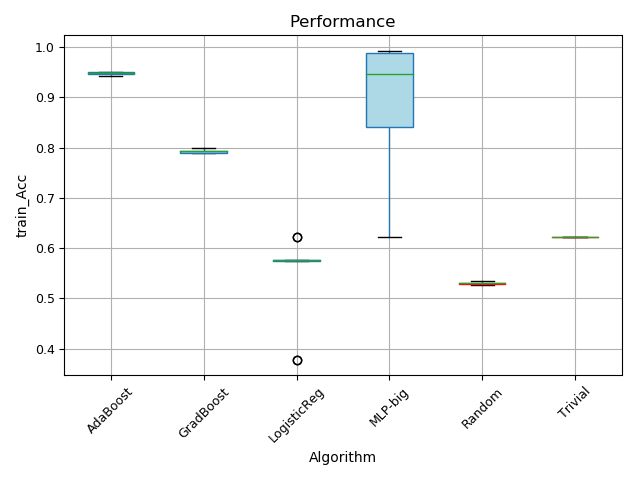 Performance
1.0
0.9
0.8
0.7
0.6
0.5
0.4
train_Acc
AdaBoost
GradBoost
LogisticReg
MLP-big
Random
Trivial
Algorithm